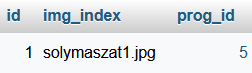 id img_index prog_id
1 solymaszat1.jpg 5